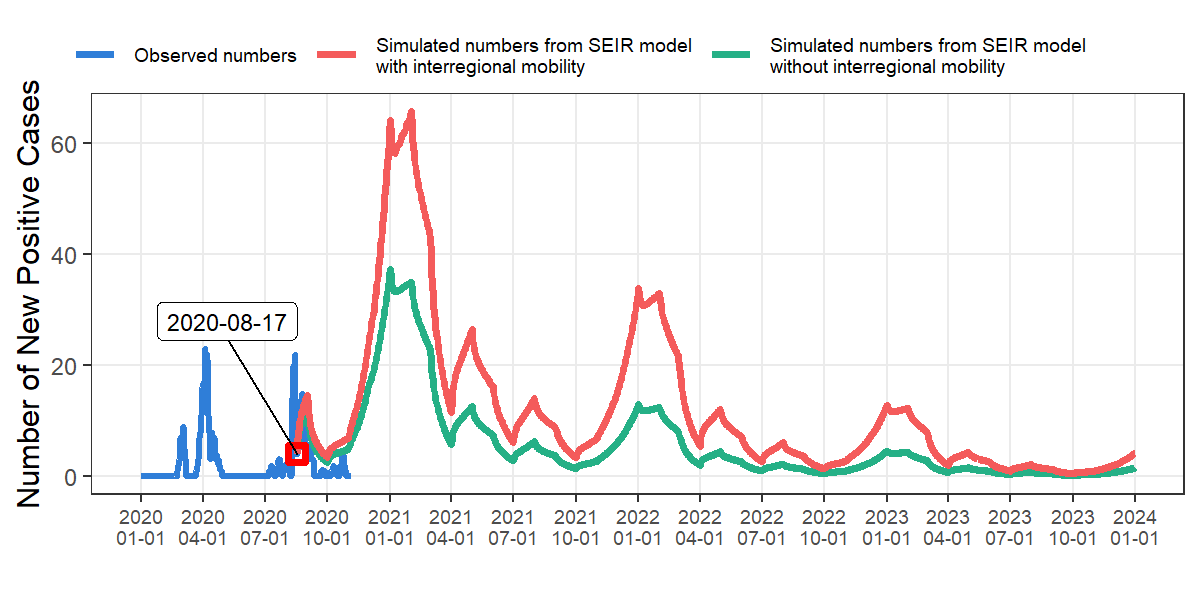 Observed numbers
Simulated numbers from SEIR model
with interregional mobility
Simulated numbers from SEIR model
without interregional mobility
Number of New Positive Cases
60
40
20
0
2020-08-17
2020 2020 2020 2020 2021 2021 2021 2021 2022 2022 2022 2022 2023 2023 2023 2023 2024
01-01 04-01 07-01 10-01 01-01 04-01 07-01 10-01 01-01 04-01 07-01 10-01 01-01 04-01 07-01 10-01 01-01